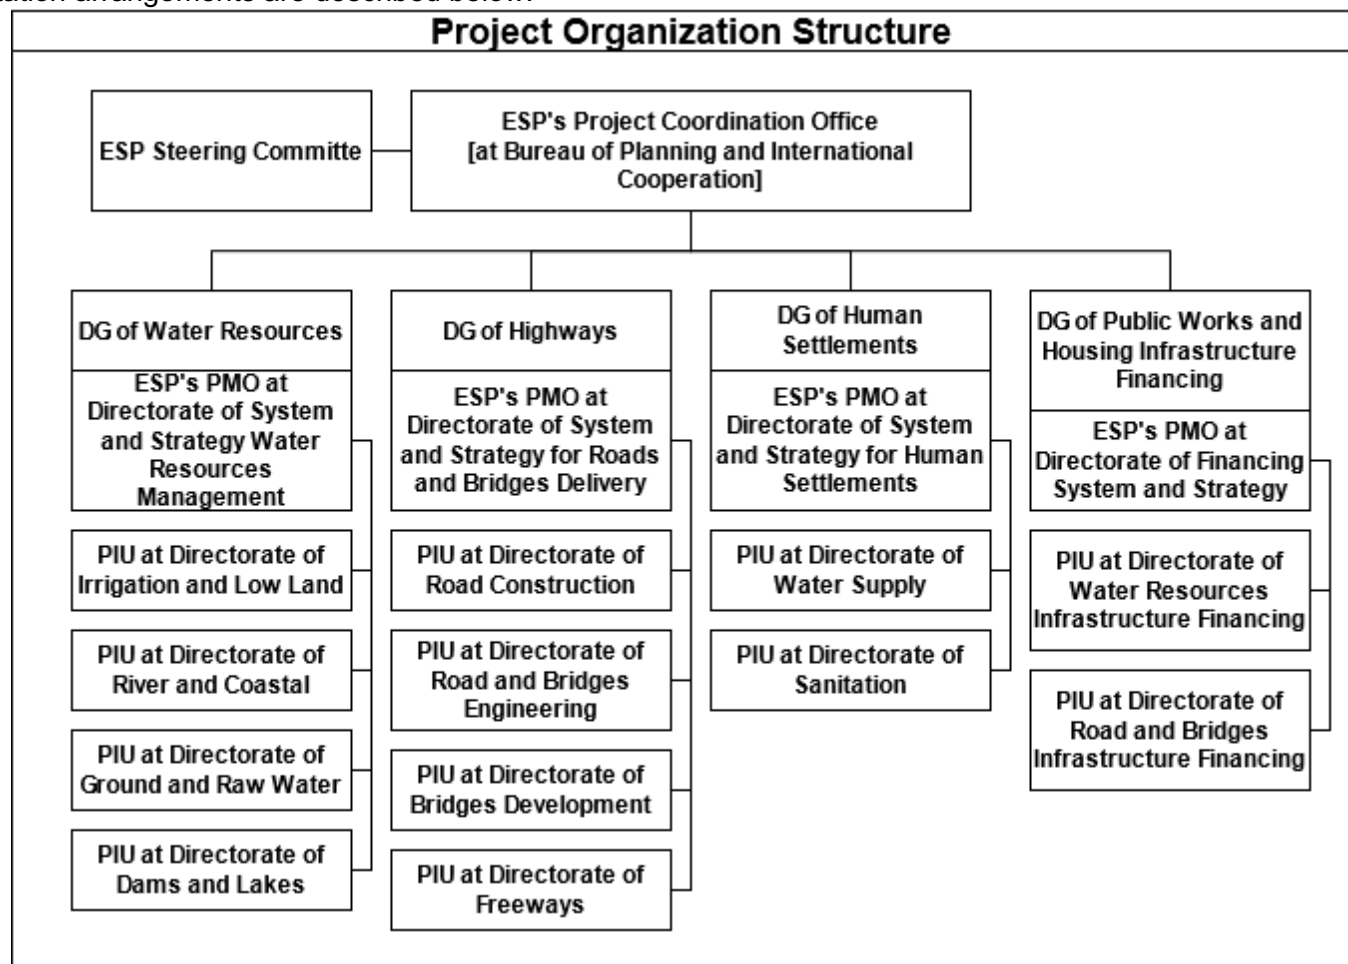 tation arrangements are described below.
Project Organization Structure
ESP Steering Committe
ESP's Project Coordination Office
[at Bureau of Planning and International
Cooperation]
DG of Water Resources
ESP's PMO at
Directorate of System
and Strategy Water
Resources
Management
PIU at Directorate of
Irrigation and Low Land
PIU at Directorate of
River and Coastal
PIU at Directorate of
Ground and Raw Water
PIU at Directorate of
Dams and Lakes
DG of Highways
ESP's PMO at
Directorate of System
and Strategy for Roads
and Bridges Delivery
PIU at Directorate of
Road Construction
PIU at Directorate of
Road and Bridges
Engineering
PIU at Directorate of
Bridges Development
PIU at Directorate of
Freeways
DG of Human
Settlements
ESP's PMO at
Directorate of System
and Strategy for Human
Settlements
PIU at Directorate of
Water Supply
PIU at Directorate of
Sanitation
DG of Public Works and
Housing Infrastructure
Financing
ESP's PMO at
Directorate of Financing
System and Strategy
PIU at Directorate of
Water Resources
Infrastructure Financing
PIU at Directorate of
Road and Bridges
Infrastructure Financing